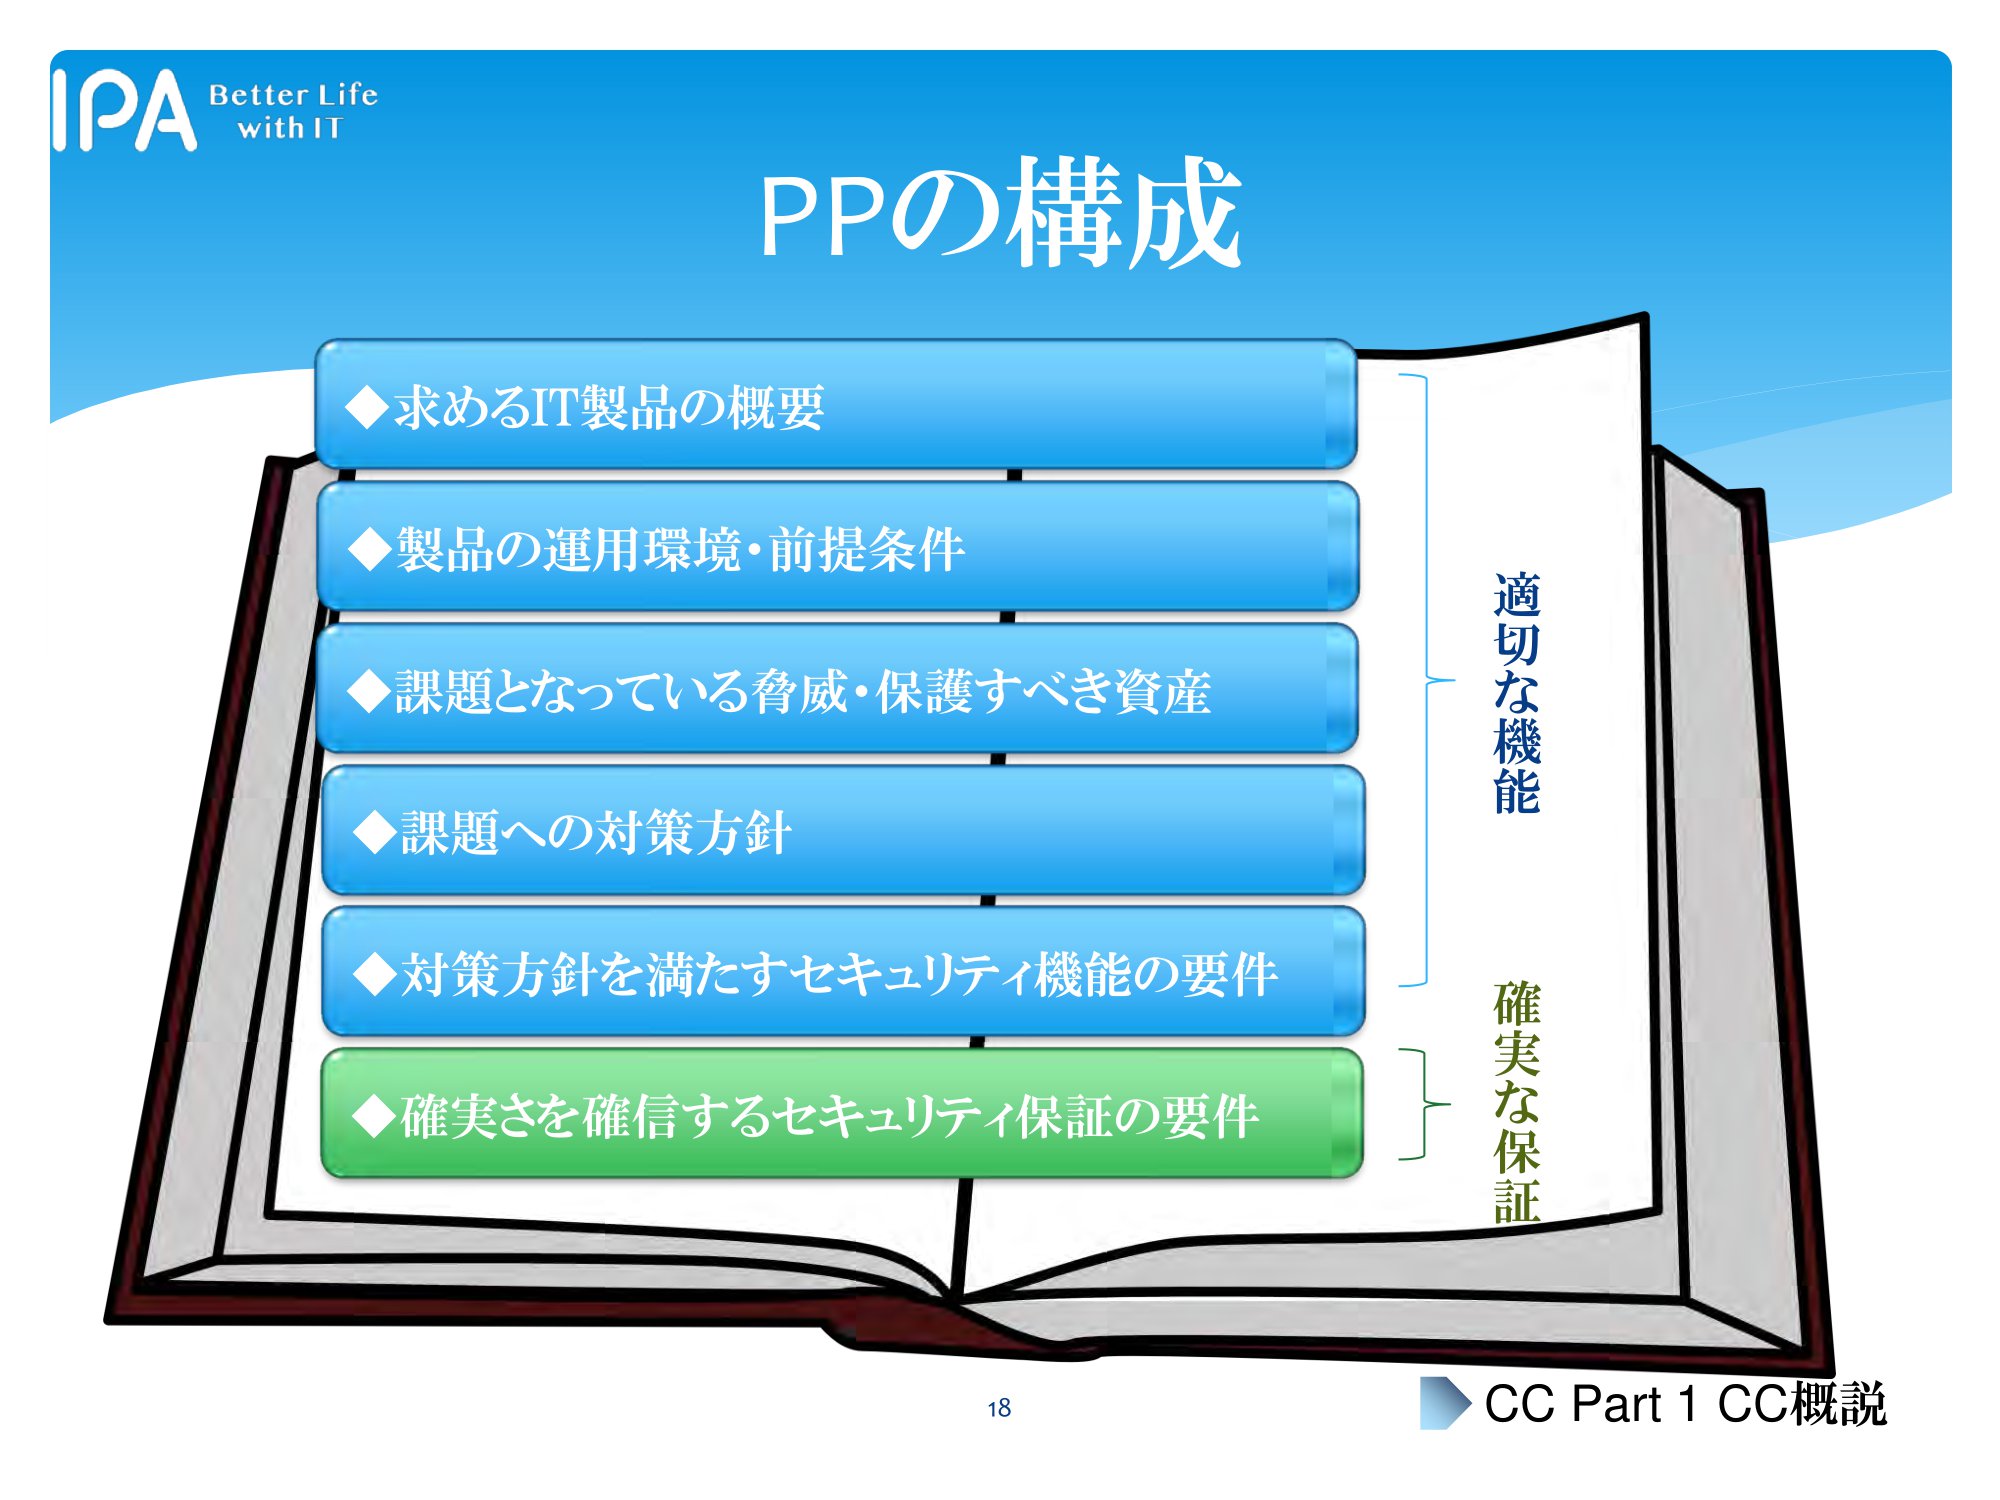 IPA Better Life
with IT
PPの構成
◆求めるIT製品の概要
◆製品の運用環境・前提条件
◆課題となっている脅威・保護すべき資産
◆課題への対策方針
◆対策方針を満たすセキュリティ機能の要件
◆確実さを確信するセキュリティ保証の要件
適切な機能
確実な保証
18
CC Part 1 CC概説